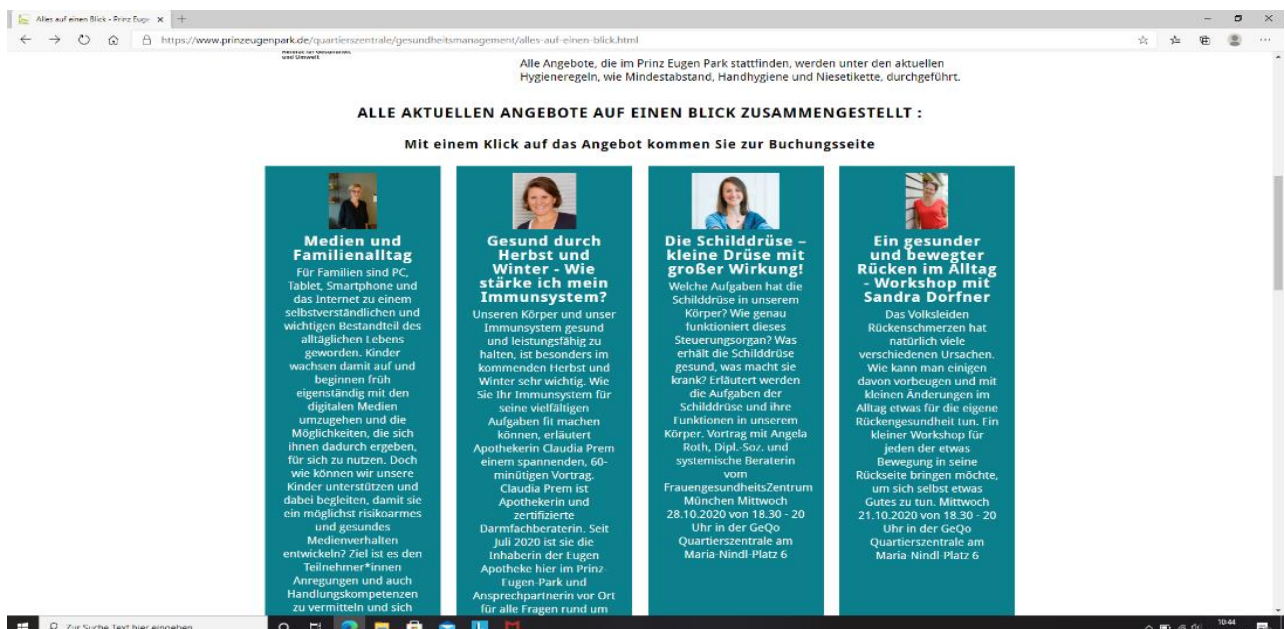 Alles auf einen Blick - Prinz Euge
https://www.prinzeugenpark.de/quartierszentrale/gesundheitsmanagement/alles-auf-einen-blick.html
und Umwelt
Alle Angebote, die im Prinz Eugen Park stattfinden, werden unter den aktuellen
Hygieneregeln, wie Mindestabstand, Handhygiene und Niesetikette, durchgeführt.
ALLE AKTUELLEN ANGEBOTE AUF EINEN BLICK ZUSAMMENGESTELLT :
Mit einem Klick auf das Angebot kommen Sie zur Buchungsseite
Medien und
Familienalltag
Für Familien sind PC,
Tablet, Smartphone und
das Internet zu einem
selbstverständlichen und
wichtigen Bestandteil des
alltäglichen Lebens
geworden. Kinder
wachsen damit auf und
beginnen früh
eigenständig mit den
digitalen Medien
umzugehen und die
Möglichkeiten, die sich
ihnen dadurch ergeben,
für sich zu nutzen. Doch
wie können wir unsere
Kinder unterstützen und
dabei begleiten, damit sie
ein möglichst risikoarmes
und gesundes
Medienverhalten
entwickeln? Ziel ist es den
Teilnehmer*innen
Anregungen und auch
Handlungskompetenzen
zu vermitteln und sich
Gesund durch
Herbst und
Winter - Wie
stärke ich mein
Immunsystem?
Unseren Körper und unser
Immunsystem gesund
und leistungsfähig zu
halten, ist besonders im
kommenden Herbst und
Winter sehr wichtig. Wie
Sie Ihr Immunsystem für
seine vielfältigen
Aufgaben fit machen
können, erläutert
Apothekerin Claudia Prem
einem spannenden, 60-
minütigen Vortrag.
Claudia Prem ist
Apothekerin und
zertifizierte
Darmfachberaterin. Seit
Juli 2020 ist sie die
Inhaberin der Eugen
Apotheke hier im Prinz-
Eugen-Park und
Ansprechpartnerin vor Ort
für alle Fragen rund um
Die Schilddrüse –
kleine Drüse mit
großer Wirkung!
Welche Aufgaben hat die
Schilddrüse in unserem
Körper? Wie genau
funktioniert dieses
Steuerungsorgan? Was
erhält die Schilddrüse
gesund, was macht sie
krank? Erläutert werden
die Aufgaben der
Schilddrüse und ihre
Funktionen in unserem
Körper. Vortrag mit Angela
Roth, Dipl.-Soz. und
systemische Beraterin
vom
FrauengesundheitsZentrum
München Mittwoch
28.10.2020 von 18.30 - 20
Uhr in der GeQo
Quartierszentrale am
Maria-Nindl-Platz 6
Ein gesunder
und bewegter
Rücken im Alltag
- Workshop mit
Sandra Dorfner
Das Volksleiden
Rückenschmerzen hat
natürlich viele
verschiedenen Ursachen.
Wie kann man einigen
davon vorbeugen und mit
kleinen Änderungen im
Alltag etwas für die eigene
Rückengesundheit tun. Ein
kleiner Workshop für
jeden der etwas
Bewegung in seine
Rückseite bringen möchte,
um sich selbst etwas
Gutes zu tun. Mittwoch
21.10.2020 von 18.30 - 20
Uhr in der GeQo
Quartierszentrale am
Maria Nindl Platz 6
Zur Suche Text hier eingeben
10:44